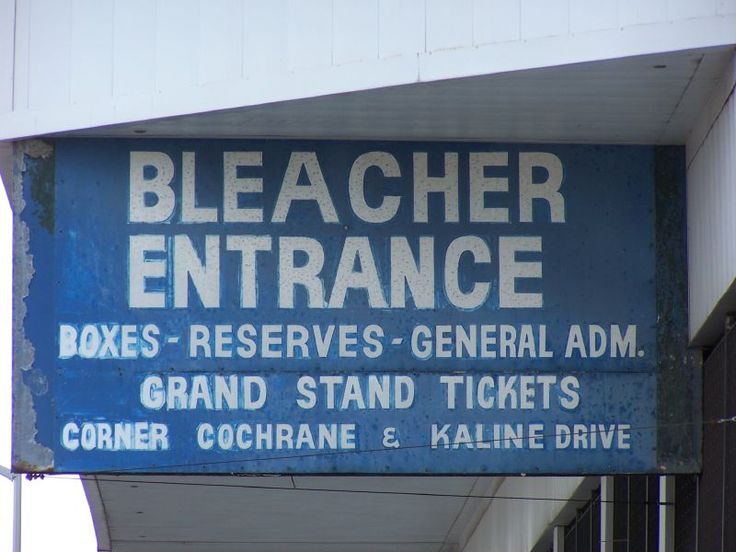 BLEACHER
ENTRANCE
BOXES - RESERVES - GENERAL ADM.
GRAND STAND TICKETS
CORNER COCHRANE & KALINE DRIVE